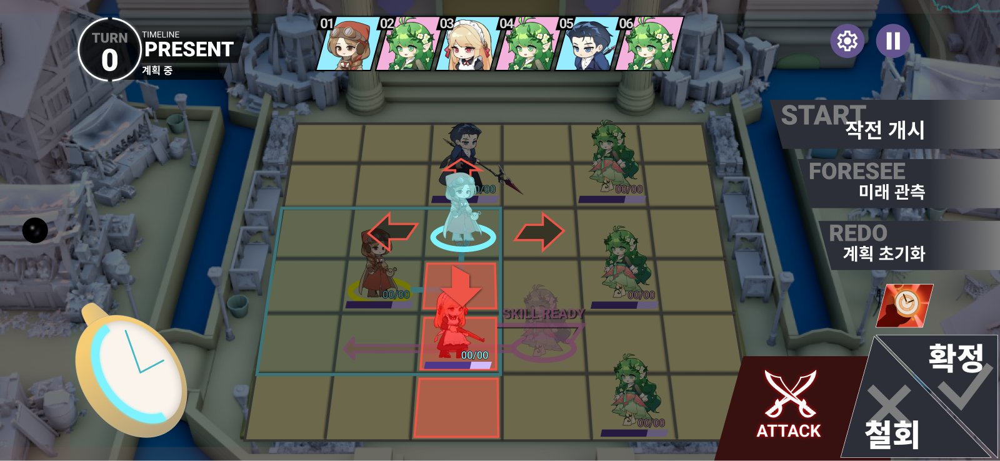 TURN
0
TIMELINE
PRESENT
계획 중
01
02
03
04
05
06
START
작전 개시
FORESEE
미래 관측
REDO
계획 초기화
0/00
00/00
00/00
00/00
SKILL READY
00/00
00/00
확정
철회
ATTACK